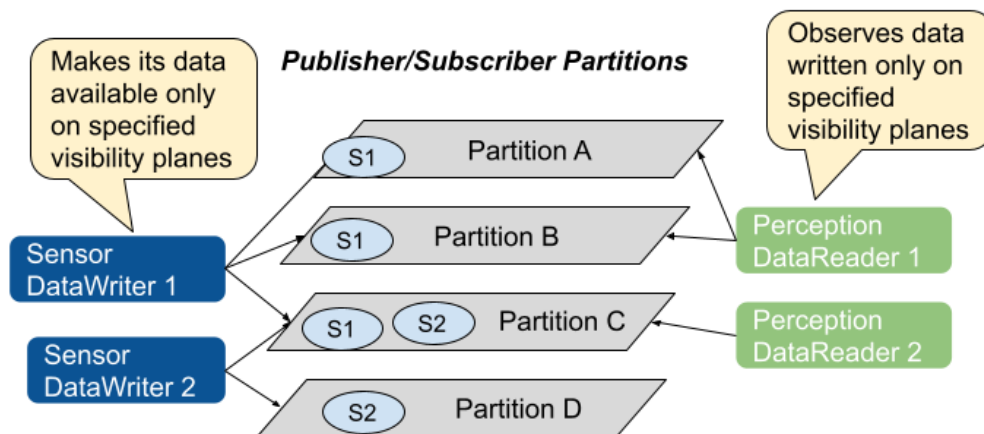 Makes its data
available only
on specified
visibility planes
Publisher/Subscriber Partitions
Observes data
written only on
specified
visibility planes
S1
Partition A
S1
Partition B
S1
S2
Partition C
S2
Partition D
Sensor
DataWriter 1
Sensor
DataWriter 2
Perception
DataReader 1
Perception
DataReader 2